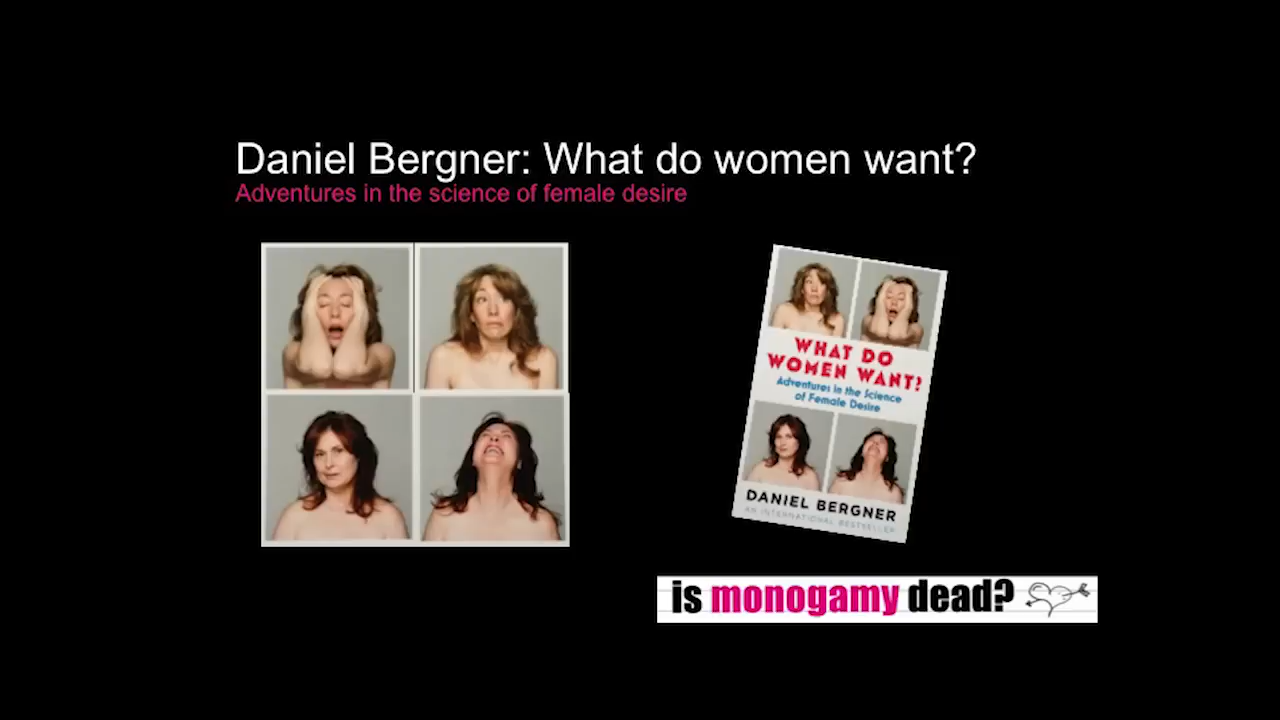 Daniel Bergner: What do women want?
Adventures in the science of female desire
WHAT DO
WOMEN WANT?
Adventures in the Science
of Female Desire
DANIEL BERGNER
AN INTERNATIONAL BESTSELLER
is monogamy dead?